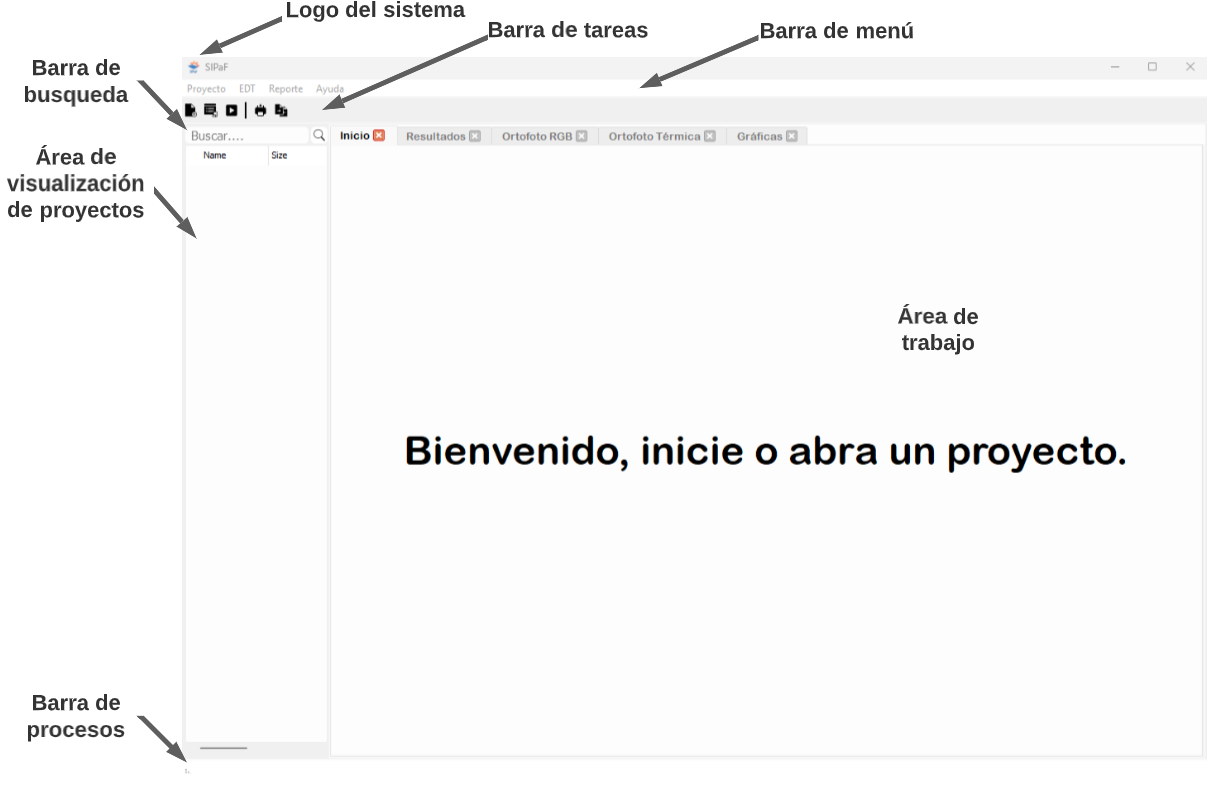 Logo del sistema
Barra de tareas
Barra de menú
Barra de
busqueda
SIPaF
Proyecto EDT Reporte Ayuda
Buscar....
Inicio Resultados Ortofoto RGB Ortofoto Térmica Gráficas
Name Size
Área de
visualización
de proyectos
Área de
trabajo
Bienvenido, inicie o abra un proyecto.
Barra de
procesos